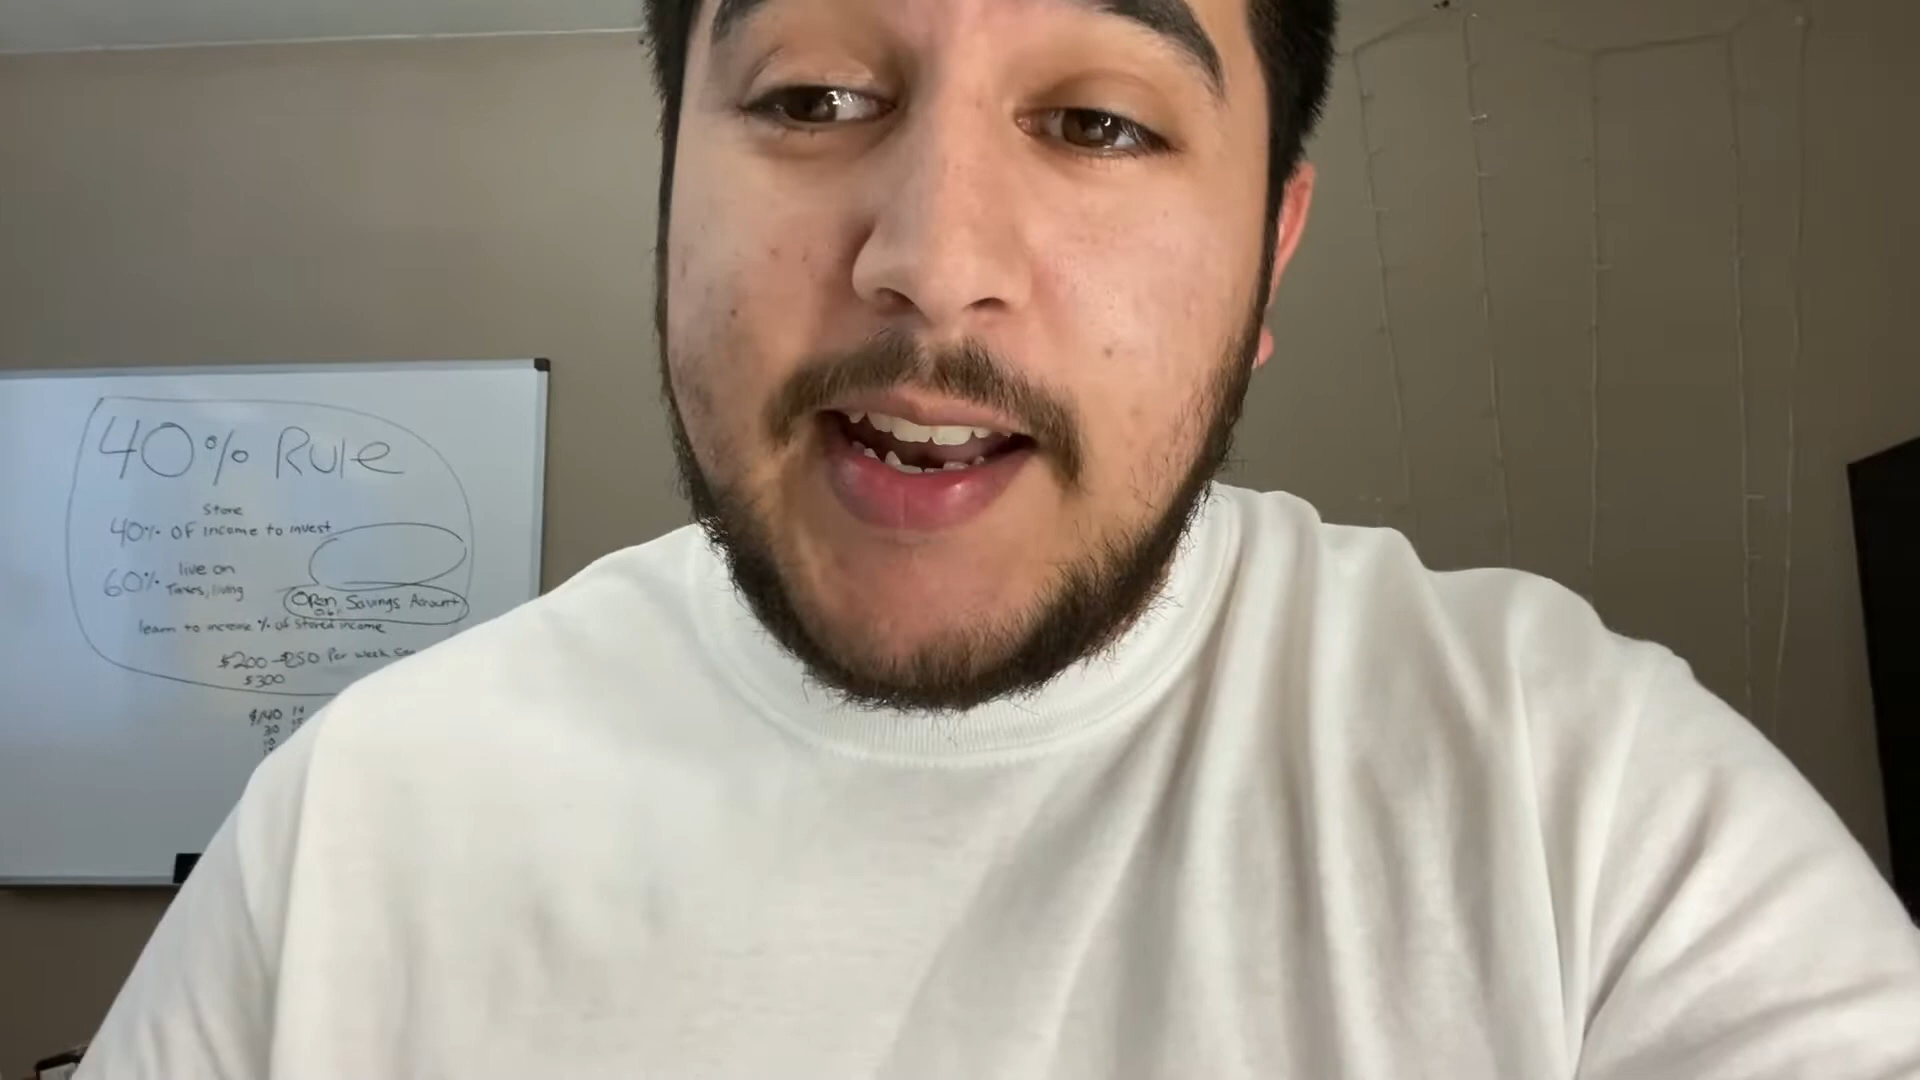 40% Rule
Store
40% OF income to invest
60% live on
Taxes, living
Open Savings Account
learn to increase % of stored income
$200-$250 Per week
$300
$140 14
30